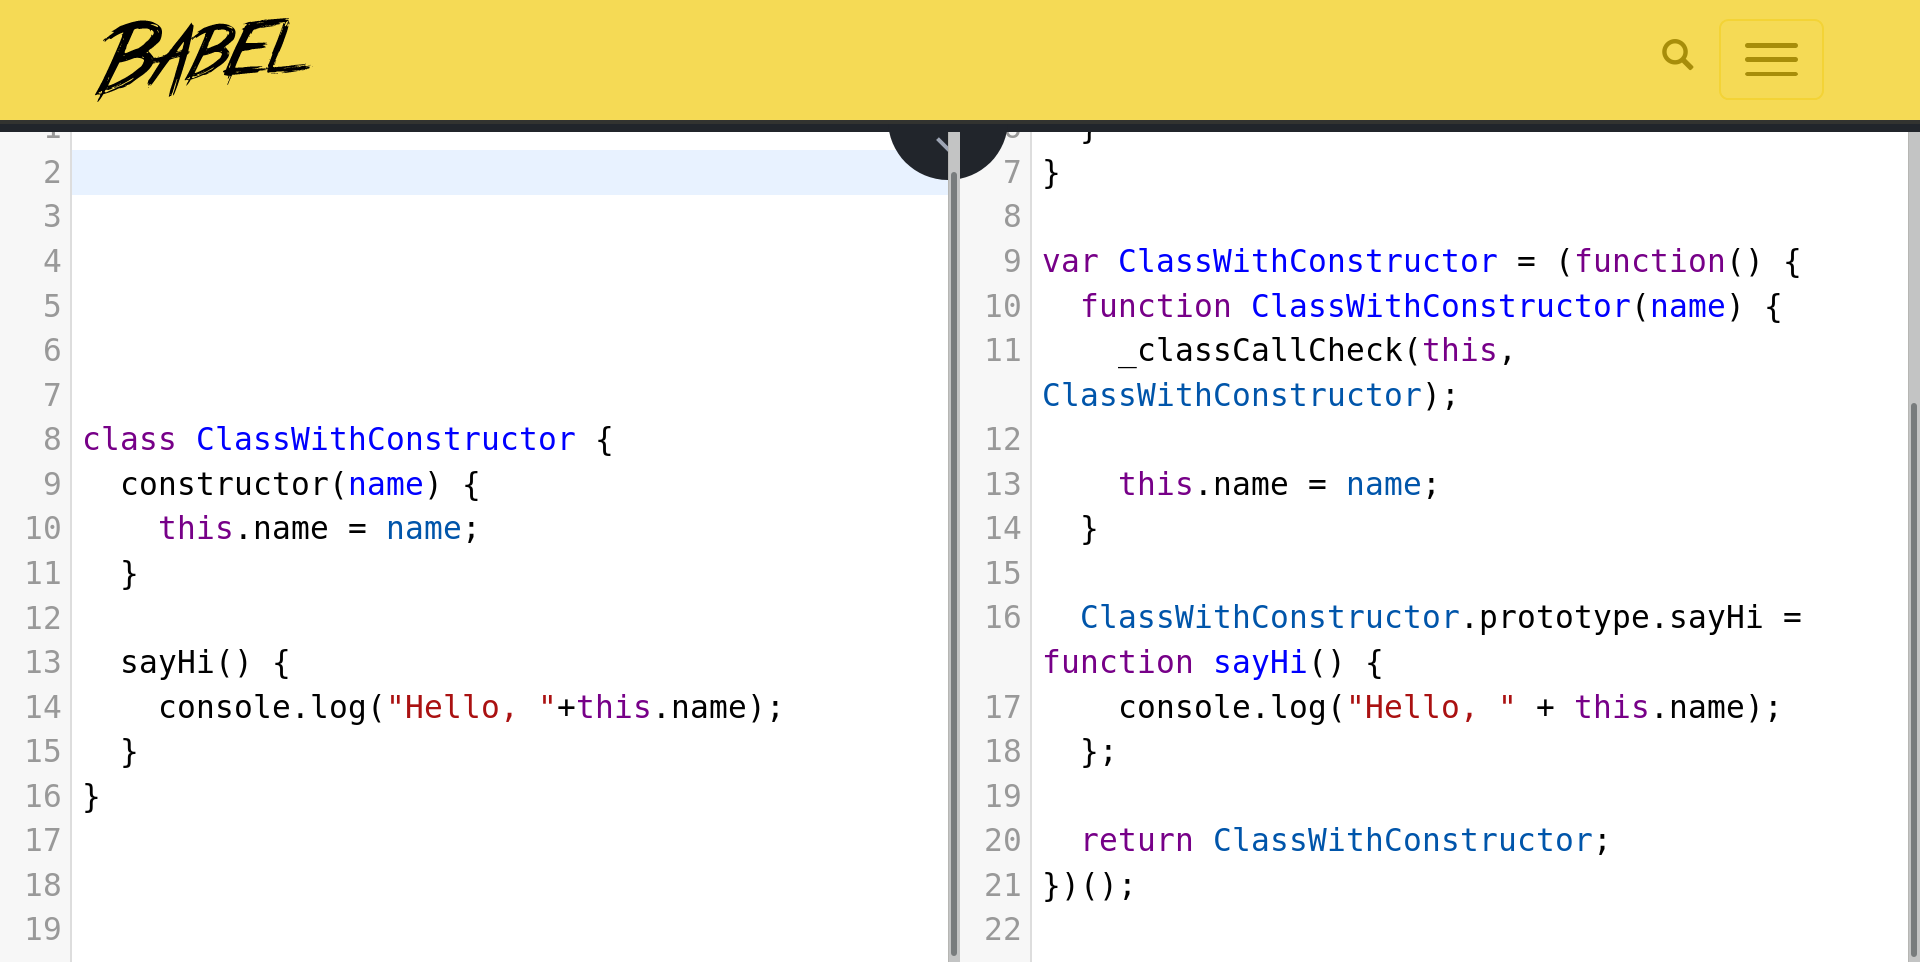 BABEL
1
2
3
4
5
6
7
8 class ClassWithConstructor {
9   constructor(name) {
10     this.name = name;
11   }
12
13   sayHi() {
14     console.log("Hello, "+this.name);
15   }
16 }
17
18
19
  }
7 }
8
9 var ClassWithConstructor = (function() {
10   function ClassWithConstructor(name) {
11     _classCallCheck(this,
ClassWithConstructor);
12
13     this.name = name;
14   }
15
16   ClassWithConstructor.prototype.sayHi =
function sayHi() {
17     console.log("Hello, " + this.name);
18   };
19
20   return ClassWithConstructor;
21 })();
22